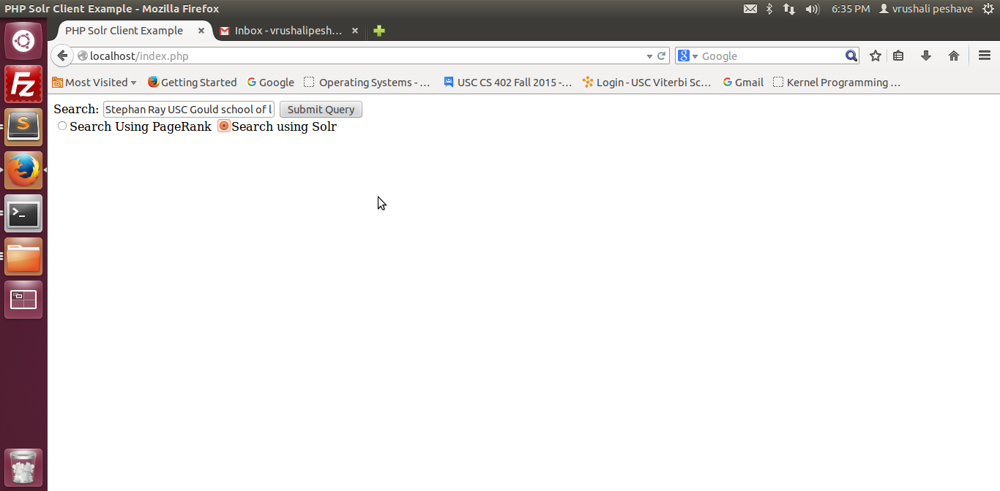 PHP Solr Client Example - Mozilla Firefox 6:35 PM vrushali peshave
PHP Solr Client Example Inbox - vrushalipesh...
localhost/index.php Google
Most Visited Getting Started Google Operating Systems - ... USC CS 402 Fall 2015 -... Login - USC Viterbi Sc... Gmail Kernel Programming ...
Search: Stephan Ray USC Gould school of l Submit Query
Search Using PageRank Search using Solr